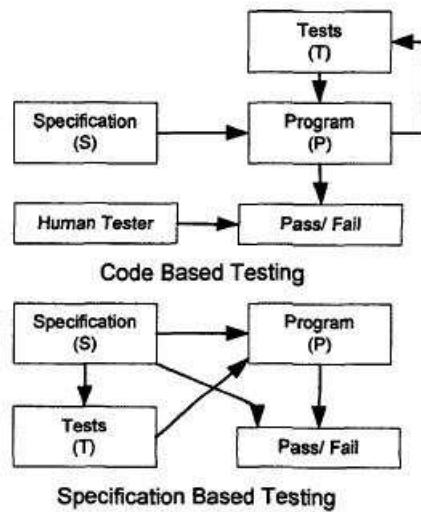 Tests
(T)
Specification
(S)
Program
(P)
Human Tester
Pass/ Fail
Code Based Testing
Specification
(S)
Program
(P)
Tests
(T)
Pass/ Fail
Specification Based Testing